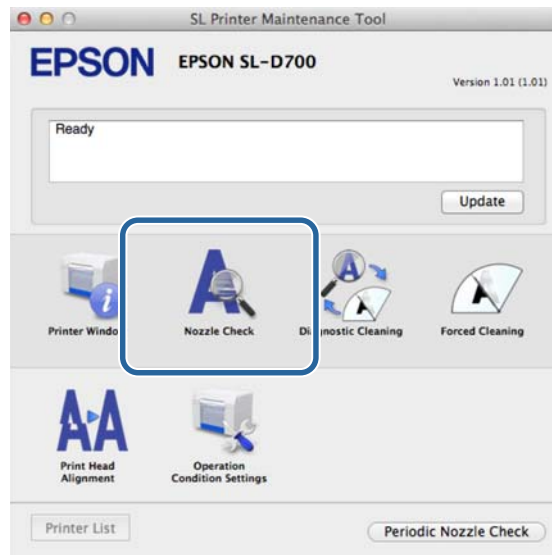 SL Printer Maintenance Tool
EPSON EPSON SL-D700
Version 1.01 (1.01)
Ready
Update
Printer Windo
Nozzle Check
Di nostic Cleaning
Forced Cleaning
Print Head
Alignment
Operation
Condition Settings
Printer List
Periodic Nozzle Check